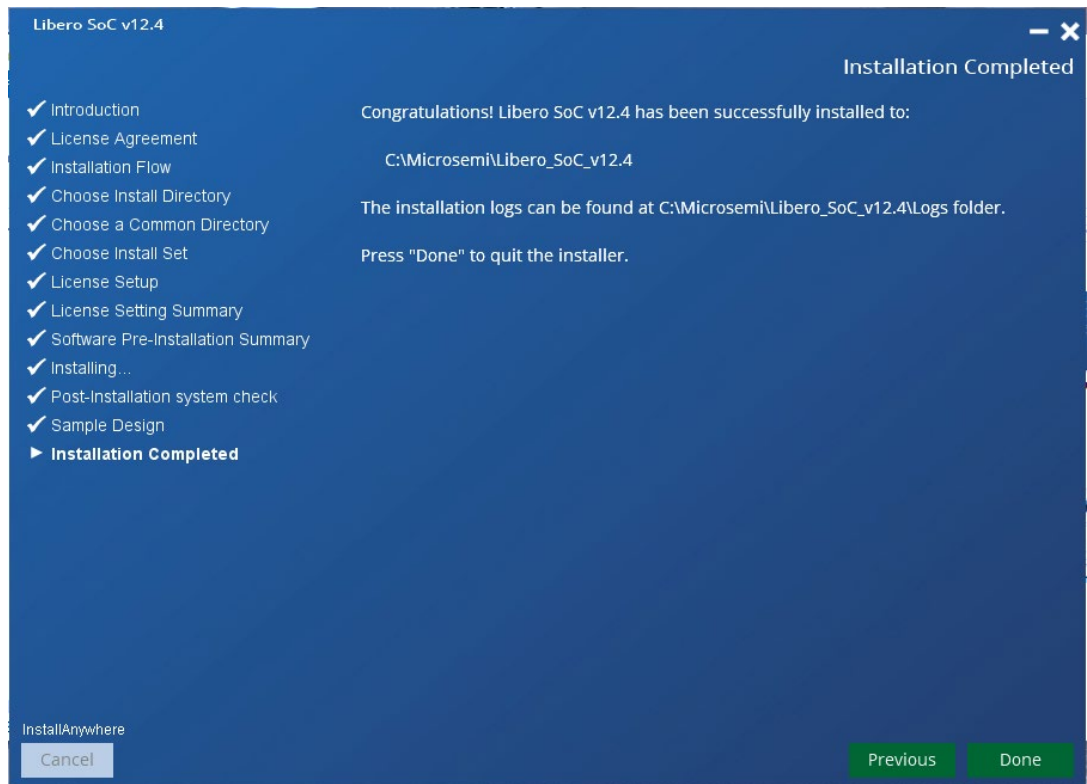 Libero SoC v12.4
Installation Completed
Introduction
License Agreement
Installation Flow
Choose Install Directory
Choose a Common Directory
Choose Install Set
License Setup
License Setting Summary
Software Pre-Installation Summary
Installing...
Post-Installation system check
Sample Design
Installation Completed
Congratulations! Libero SoC v12.4 has been successfully installed to:
C:\Microsemi\Libero_SoC_v12.4
The installation logs can be found at C:\Microsemi\Libero_SoC_v12.4\Logs folder.
Press "Done" to quit the installer.
InstallAnywhere
Cancel
Previous
Done